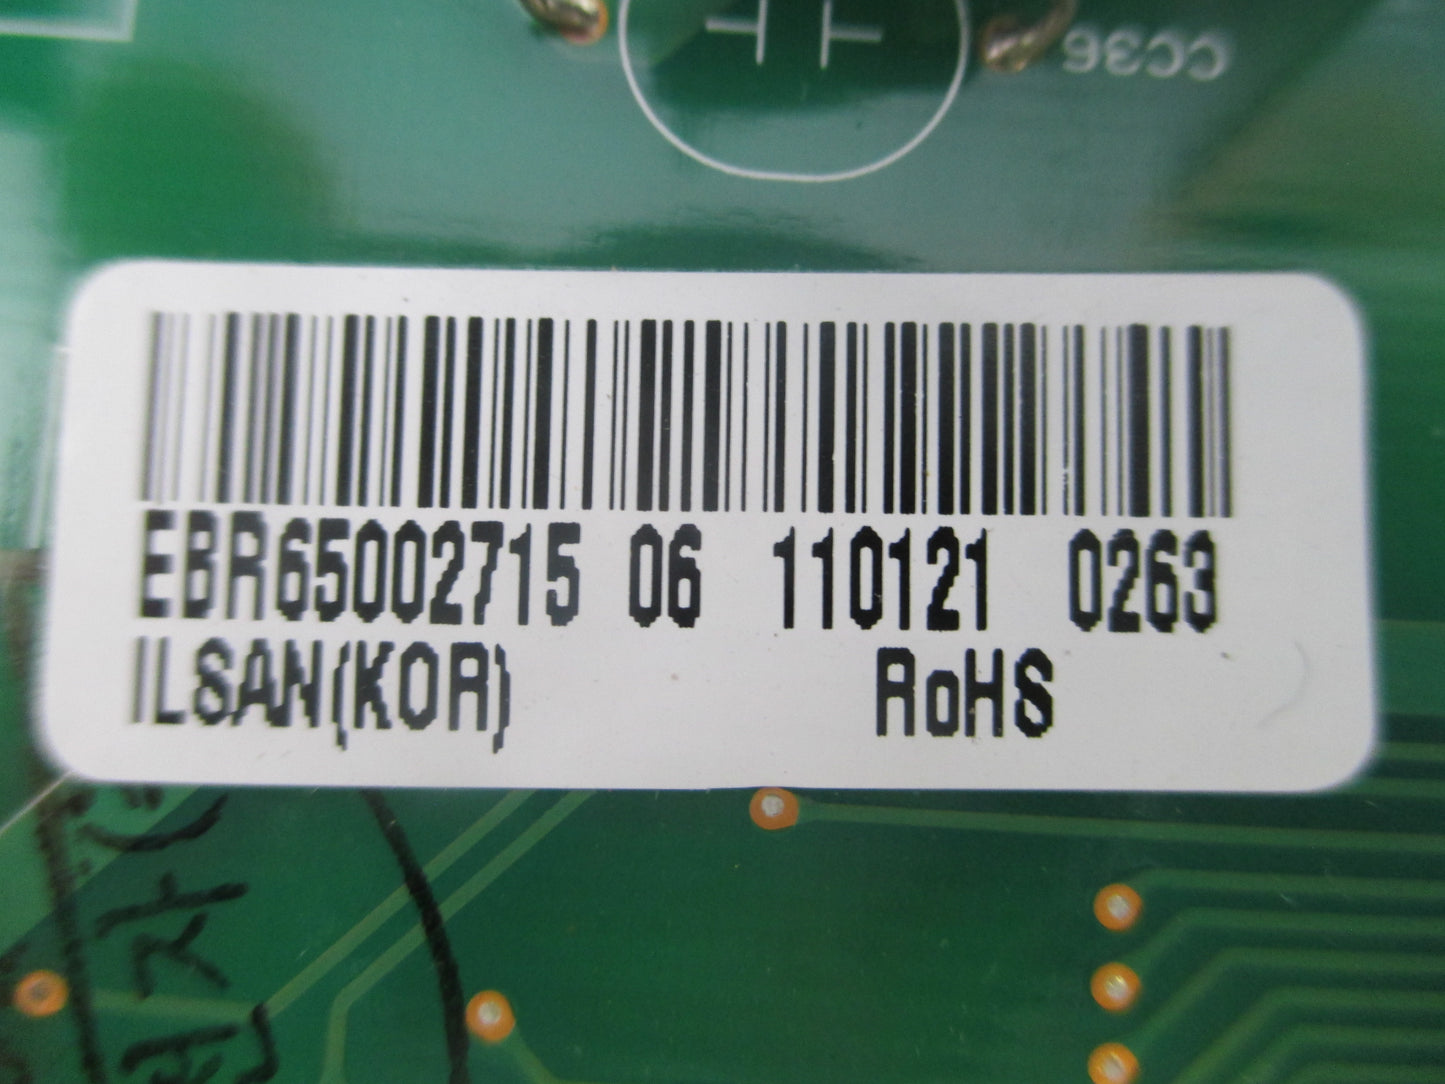 CC36
EBR65002715 06 110121 0263
ILSAN(KOR) RoHS